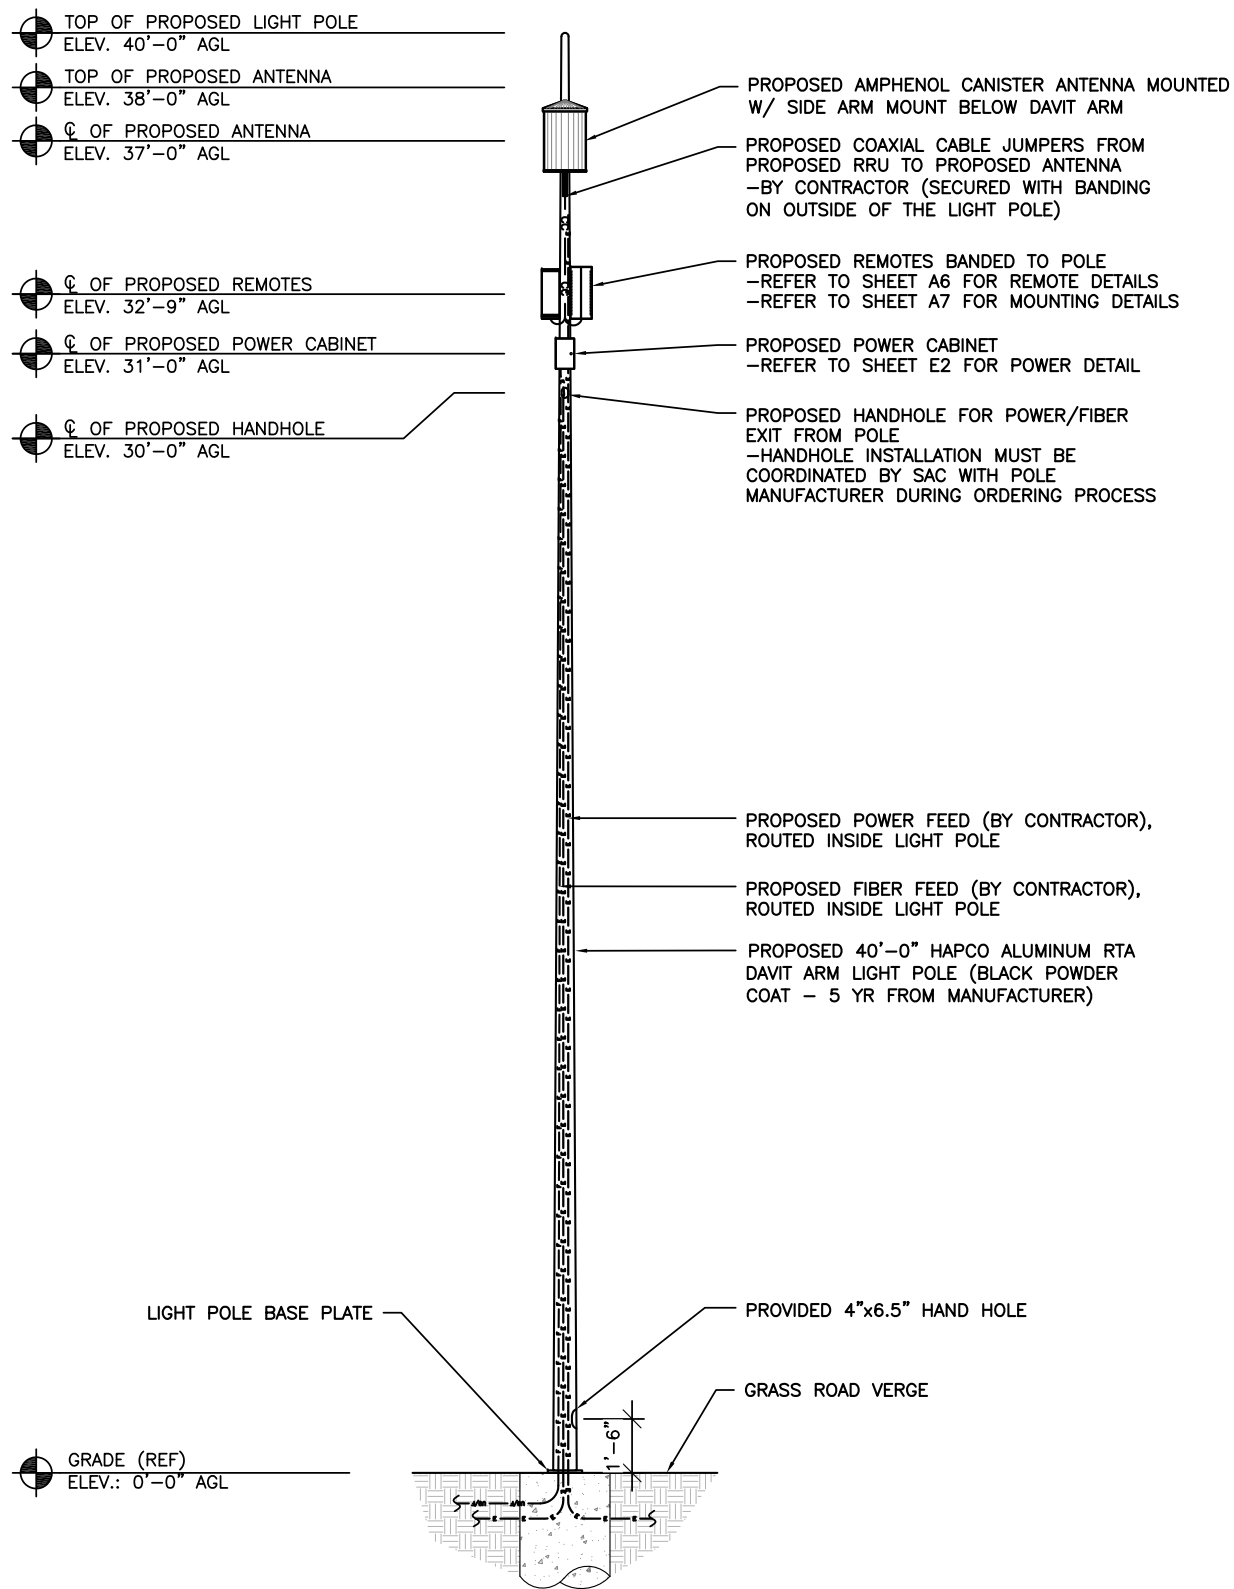 TOP OF PROPOSED LIGHT POLE
ELEV. 40'-0" AGL
TOP OF PROPOSED ANTENNA
ELEV. 38'-0" AGL
℄ OF PROPOSED ANTENNA
ELEV. 37'-0" AGL
℄ OF PROPOSED REMOTES
ELEV. 32'-9" AGL
℄ OF PROPOSED POWER CABINET
ELEV. 31'-0" AGL
℄ OF PROPOSED HANDHOLE
ELEV. 30'-0" AGL
PROPOSED AMPHENOL CANISTER ANTENNA MOUNTED
W/ SIDE ARM MOUNT BELOW DAVIT ARM
PROPOSED COAXIAL CABLE JUMPERS FROM
PROPOSED RRU TO PROPOSED ANTENNA
-BY CONTRACTOR (SECURED WITH BANDING
ON OUTSIDE OF THE LIGHT POLE)
PROPOSED REMOTES BANDED TO POLE
-REFER TO SHEET A6 FOR REMOTE DETAILS
-REFER TO SHEET A7 FOR MOUNTING DETAILS
PROPOSED POWER CABINET
-REFER TO SHEET E2 FOR POWER DETAIL
PROPOSED HANDHOLE FOR POWER/FIBER
EXIT FROM POLE
-HANDHOLE INSTALLATION MUST BE
COORDINATED BY SAC WITH POLE
MANUFACTURER DURING ORDERING PROCESS
PROPOSED POWER FEED (BY CONTRACTOR),
ROUTED INSIDE LIGHT POLE
PROPOSED FIBER FEED (BY CONTRACTOR),
ROUTED INSIDE LIGHT POLE
PROPOSED 40'-0" HAPCO ALUMINUM RTA
DAVIT ARM LIGHT POLE (BLACK POWDER
COAT - 5 YR FROM MANUFACTURER)
LIGHT POLE BASE PLATE
PROVIDED 4"x6.5" HAND HOLE
GRASS ROAD VERGE
1'-6"
GRADE (REF)
ELEV.: 0'-0" AGL